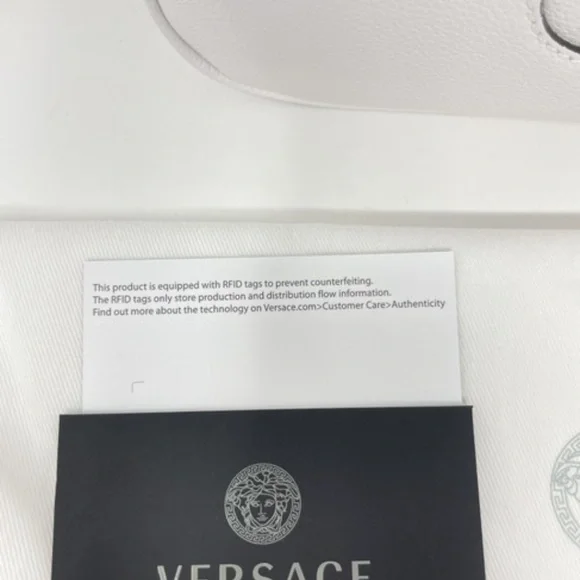 This product is equipped with RFID tags to prevent counterfeiting.
The RFID tags only store production and distribution flow information.
Find out more about the technology on Versace.com>Customer Care>Authenticity
VERSACE